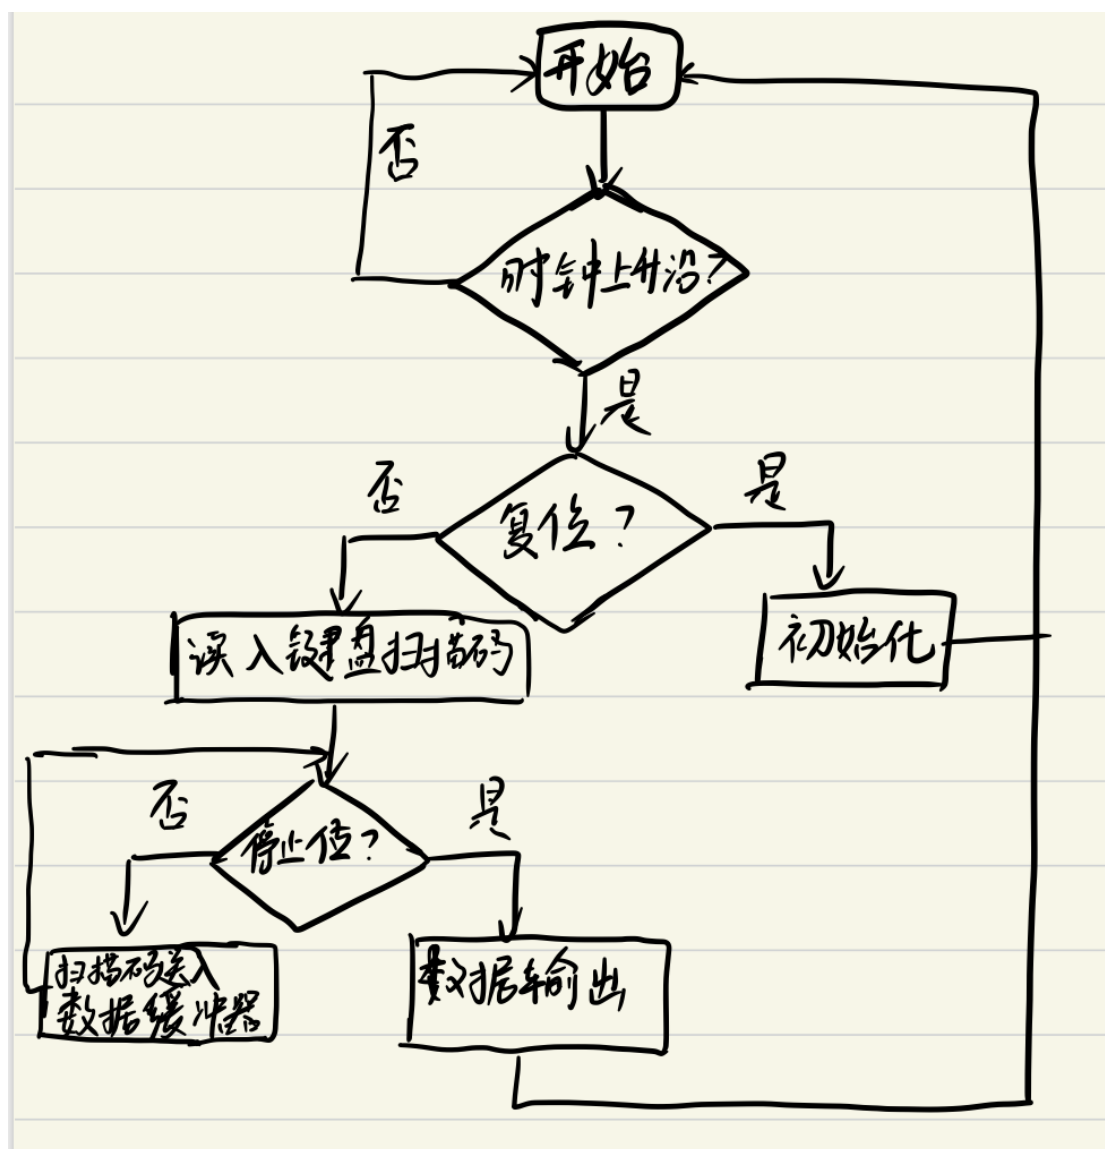 开始
否
时钟上升沿?
是
否
是
复位?
读入键盘扫描码
初始化
否
是
停止位?
扫描码送入
数据缓冲器
数据输出